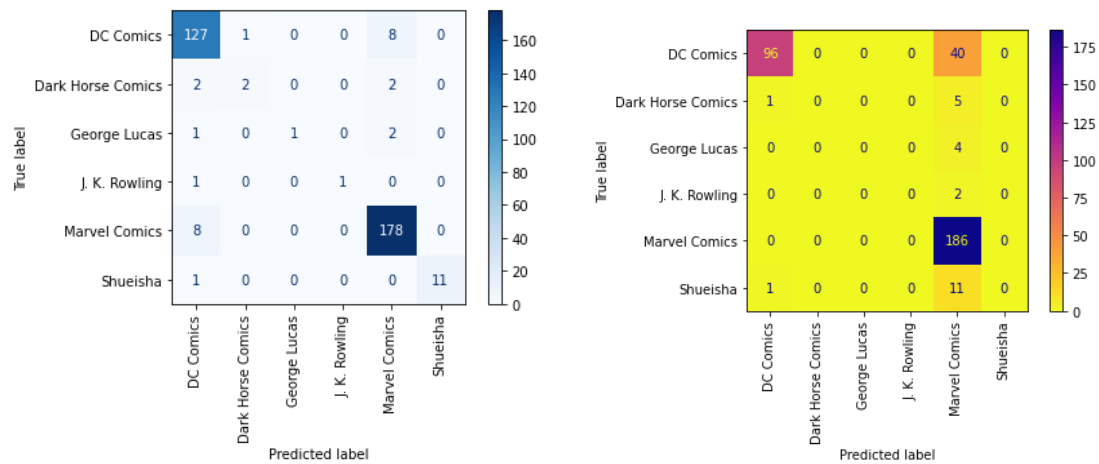 DC Comics 127 1 0 0 8 0
Dark Horse Comics 2 2 0 0 2 0
George Lucas 1 0 1 0 2 0
J. K. Rowling 1 0 0 1 0 0
Marvel Comics 8 0 0 0 178 0
Shueisha 1 0 0 0 0 11
True label
DC Comics
Dark Horse Comics
George Lucas
J. K. Rowling
Marvel Comics
Shueisha
Predicted label
160
140
120
100
80
60
40
20
0
DC Comics 96 0 0 0 40 0
Dark Horse Comics 1 0 0 0 5 0
George Lucas 0 0 0 0 4 0
J. K. Rowling 0 0 0 0 2 0
Marvel Comics 0 0 0 0 186 0
Shueisha 1 0 0 0 11 0
True label
DC Comics
Dark Horse Comics
George Lucas
J. K. Rowling
Marvel Comics
Shueisha
Predicted label
175
150
125
100
75
50
25
0